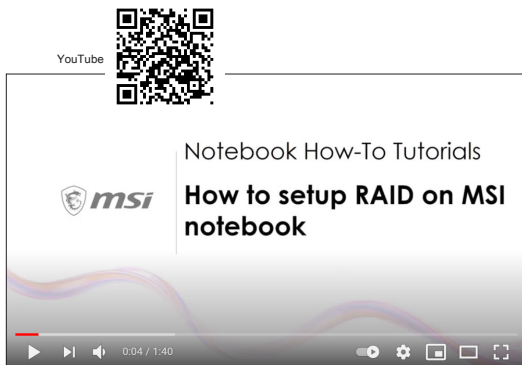 YouTube
Notebook How-To Tutorials
msi
How to setup RAID on MSI
notebook
0:04 / 1:40